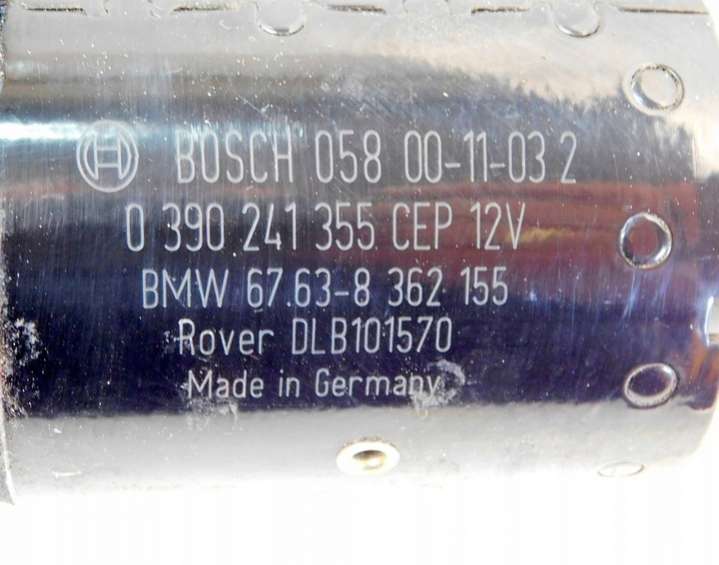 BOSCH 058 00-11-03 2
0 390 241 355 CEP 12V
BMW 67.63-8 362 155
Rover DLB101570
Made in Germany